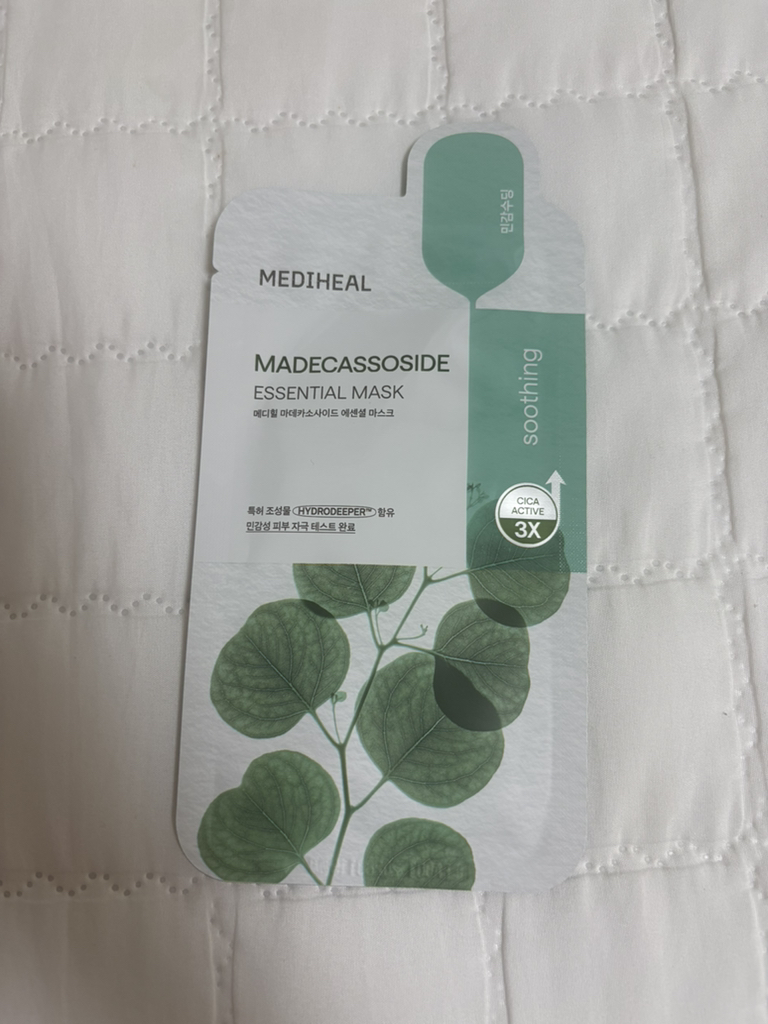 민감수딩
MEDIHEAL
MADECASSOSIDE
ESSENTIAL MASK
메디힐 마데카소사이드 에센셜 마스크
soothing
CICA
ACTIVE
3X
특허 조성물 HYDRODEEPER™ 함유
민감성 피부 자극 테스트 완료